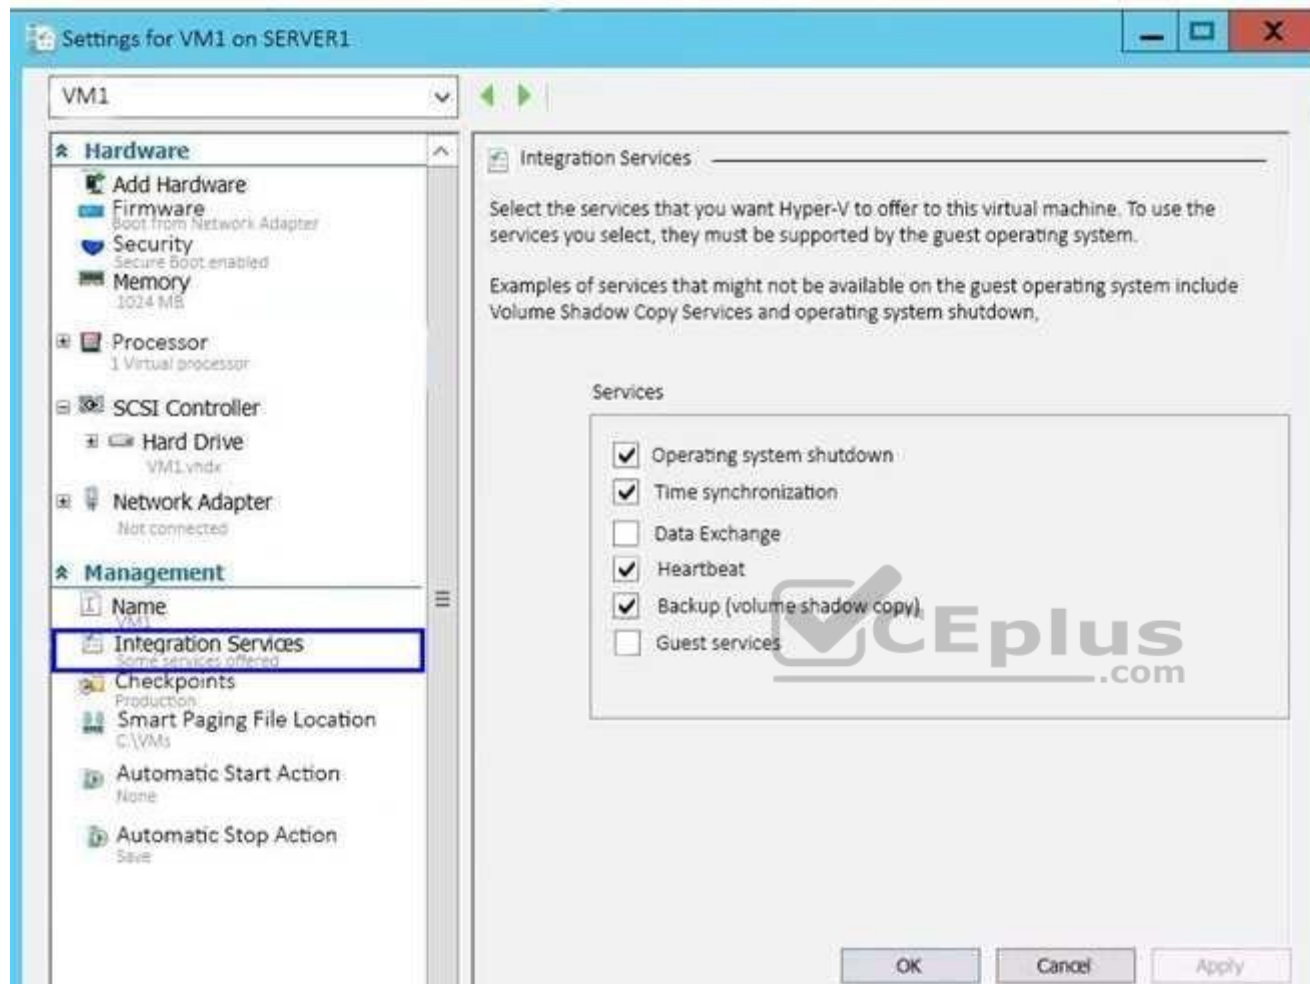 Settings for VM1 on SERVER1
VM1
Hardware
Add Hardware
Firmware
Boot from Network Adapter
Security
Secure Boot enabled
Memory
1024 MB
Processor
1 Virtual processor
SCSI Controller
Hard Drive
VM1.vhdx
Network Adapter
Not connected
Management
Name
VM1
Integration Services
Some services offered
Checkpoints
Production
Smart Paging File Location
C:\VMs
Automatic Start Action
None
Automatic Stop Action
Save
Integration Services
Select the services that you want Hyper-V to offer to this virtual machine. To use the
services you select, they must be supported by the guest operating system.
Examples of services that might not be available on the guest operating system include
Volume Shadow Copy Services and operating system shutdown,
Services
Operating system shutdown
Time synchronization
Data Exchange
Heartbeat
Backup (volume shadow copy)
Guest services
CEplus
.com
OK
Cancel
Apply